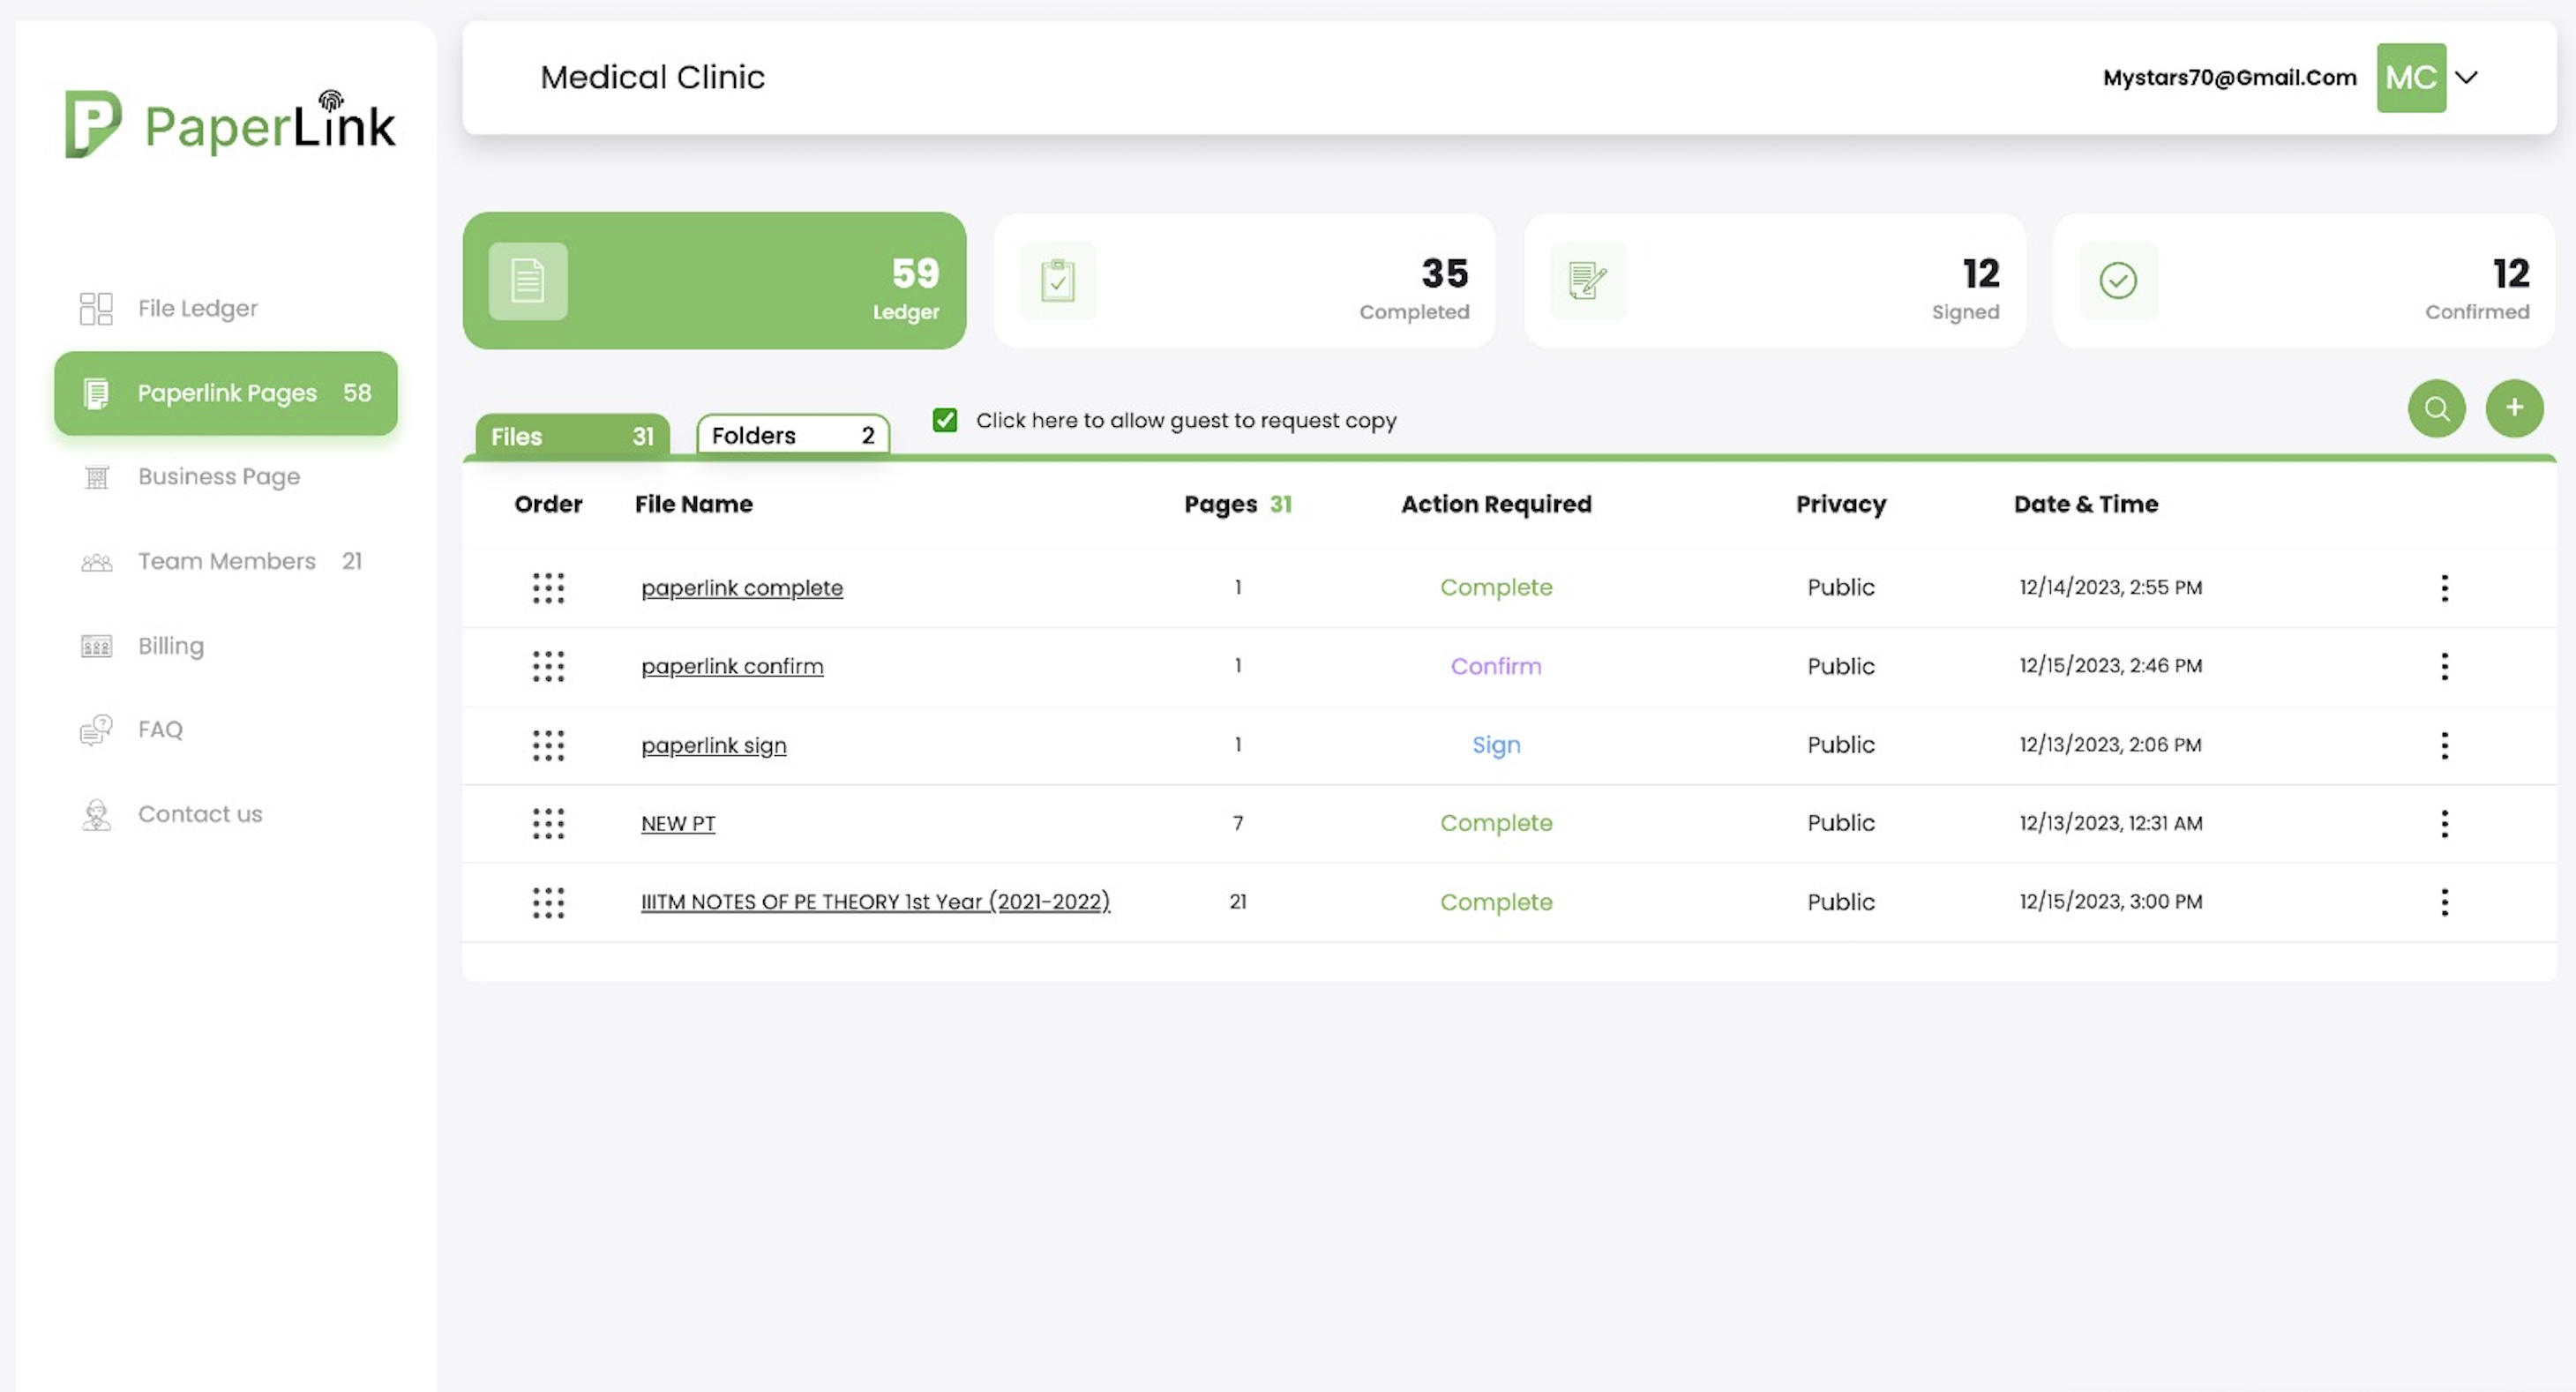 PaperLink
File Ledger
Paperlink Pages 58
Business Page
Team Members 21
Billing
FAQ
Contact us
Medical Clinic
Mystars70@Gmail.Com MC
59
Ledger
35
Completed
12
Signed
12
Confirmed
Files 31
Folders 2
Click here to allow guest to request copy
Order File Name Pages 31 Action Required Privacy Date & Time
paperlink complete 1 Complete Public 12/14/2023, 2:55 PM
paperlink confirm 1 Confirm Public 12/15/2023, 2:46 PM
paperlink sign 1 Sign Public 12/13/2023, 2:06 PM
NEW PT 7 Complete Public 12/13/2023, 12:31 AM
IIITM NOTES OF PE THEORY 1st Year (2021-2022) 21 Complete Public 12/15/2023, 3:00 PM